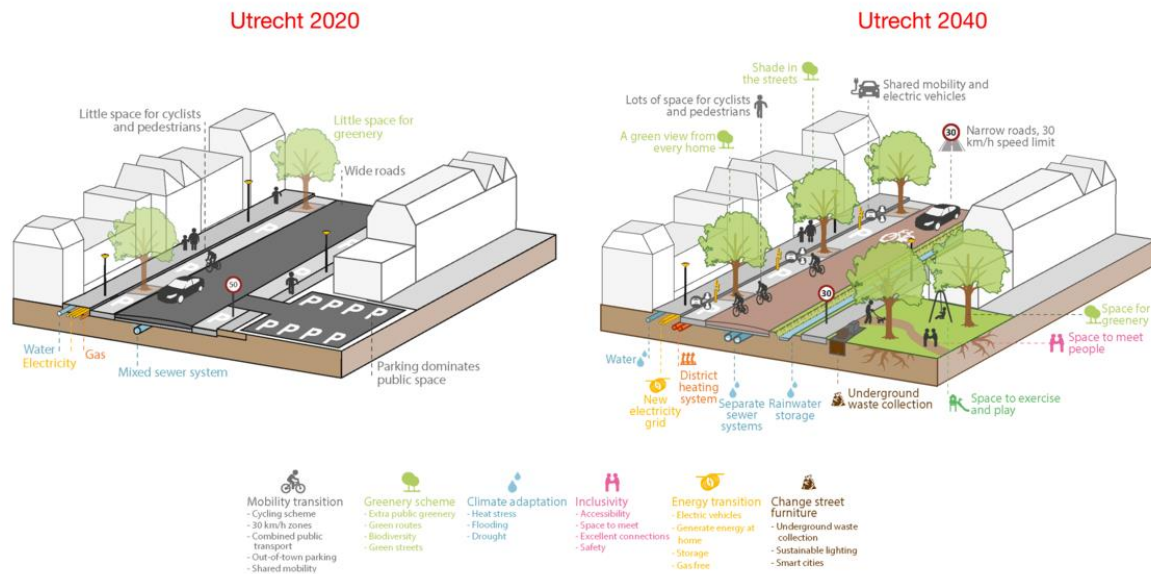 Utrecht 2020
Little space for cyclists
and pedestrians
Little space for
greenery
Wide roads
50
P
P
P
P
P P P P
P P P P
Water
Electricity
Gas
Mixed sewer system
Parking dominates
public space
Utrecht 2040
Shade in
the streets
Shared mobility and
electric vehicles
Lots of space for cyclists
and pedestrians
A green view from
every home
30
Narrow roads, 30
km/h speed limit
P
P
30
Space for
greenery
Space to meet
people
Water
District
heating
system
New
electricity
grid
Separate
sewer
systems
Rainwater
storage
Underground
waste collection
Space to exercise
and play
Mobility transition
- Cycling scheme
- 30 km/h zones
- Combined public
transport
- Out-of-town parking
- Shared mobility
Greenery scheme
- Extra public greenery
- Green routes
- Biodiversity
- Green streets
Climate adaptation
- Heat stress
- Flooding
- Drought
Inclusivity
- Accessibility
- Space to meet
- Excellent connections
- Safety
Energy transition
- Electric vehicles
- Generate energy at
home
- Storage
- Gas free
Change street
furniture
- Underground waste
collection
- Sustainable lighting
- Smart cities